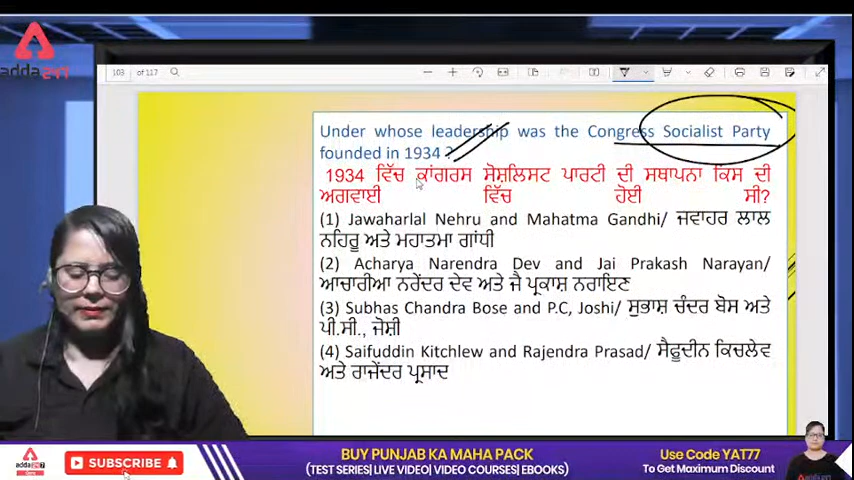 adda247
103 of 117
Under whose leadership was the Congress Socialist Party
founded in 1934 ?
1934 ਵਿੱਚ ਕਾਂਗਰਸ ਸੋਸ਼ਲਿਸਟ ਪਾਰਟੀ ਦੀ ਸਥਾਪਨਾ ਕਿਸ ਦੀ
ਅਗਵਾਈ ਵਿੱਚ ਹੋਈ ਸੀ?
(1) Jawaharlal Nehru and Mahatma Gandhi/ ਜਵਾਹਰ ਲਾਲ
ਨਹਿਰੂ ਅਤੇ ਮਹਾਤਮਾ ਗਾਂਧੀ
(2) Acharya Narendra Dev and Jai Prakash Narayan/
ਆਚਾਰੀਆ ਨਰੇਂਦਰ ਦੇਵ ਅਤੇ ਜੈ ਪ੍ਰਕਾਸ਼ ਨਰਾਇਣ
(3) Subhas Chandra Bose and P.C, Joshi/ ਸੁਭਾਸ਼ ਚੰਦਰ ਬੋਸ ਅਤੇ
ਪੀ.ਸੀ., ਜੋਸ਼ੀ
(4) Saifuddin Kitchlew and Rajendra Prasad/ ਸੈਫੂਦੀਨ ਕਿਚਲੇਵ
ਅਤੇ ਰਾਜੇਂਦਰ ਪ੍ਰਸਾਦ
adda247
SUBSCRIBE
BUY PUNJAB KA MAHA PACK
(TEST SERIES| LIVE VIDEO| VIDEO COURSES| EBOOKS)
Use Code YAT77
To Get Maximum Discount